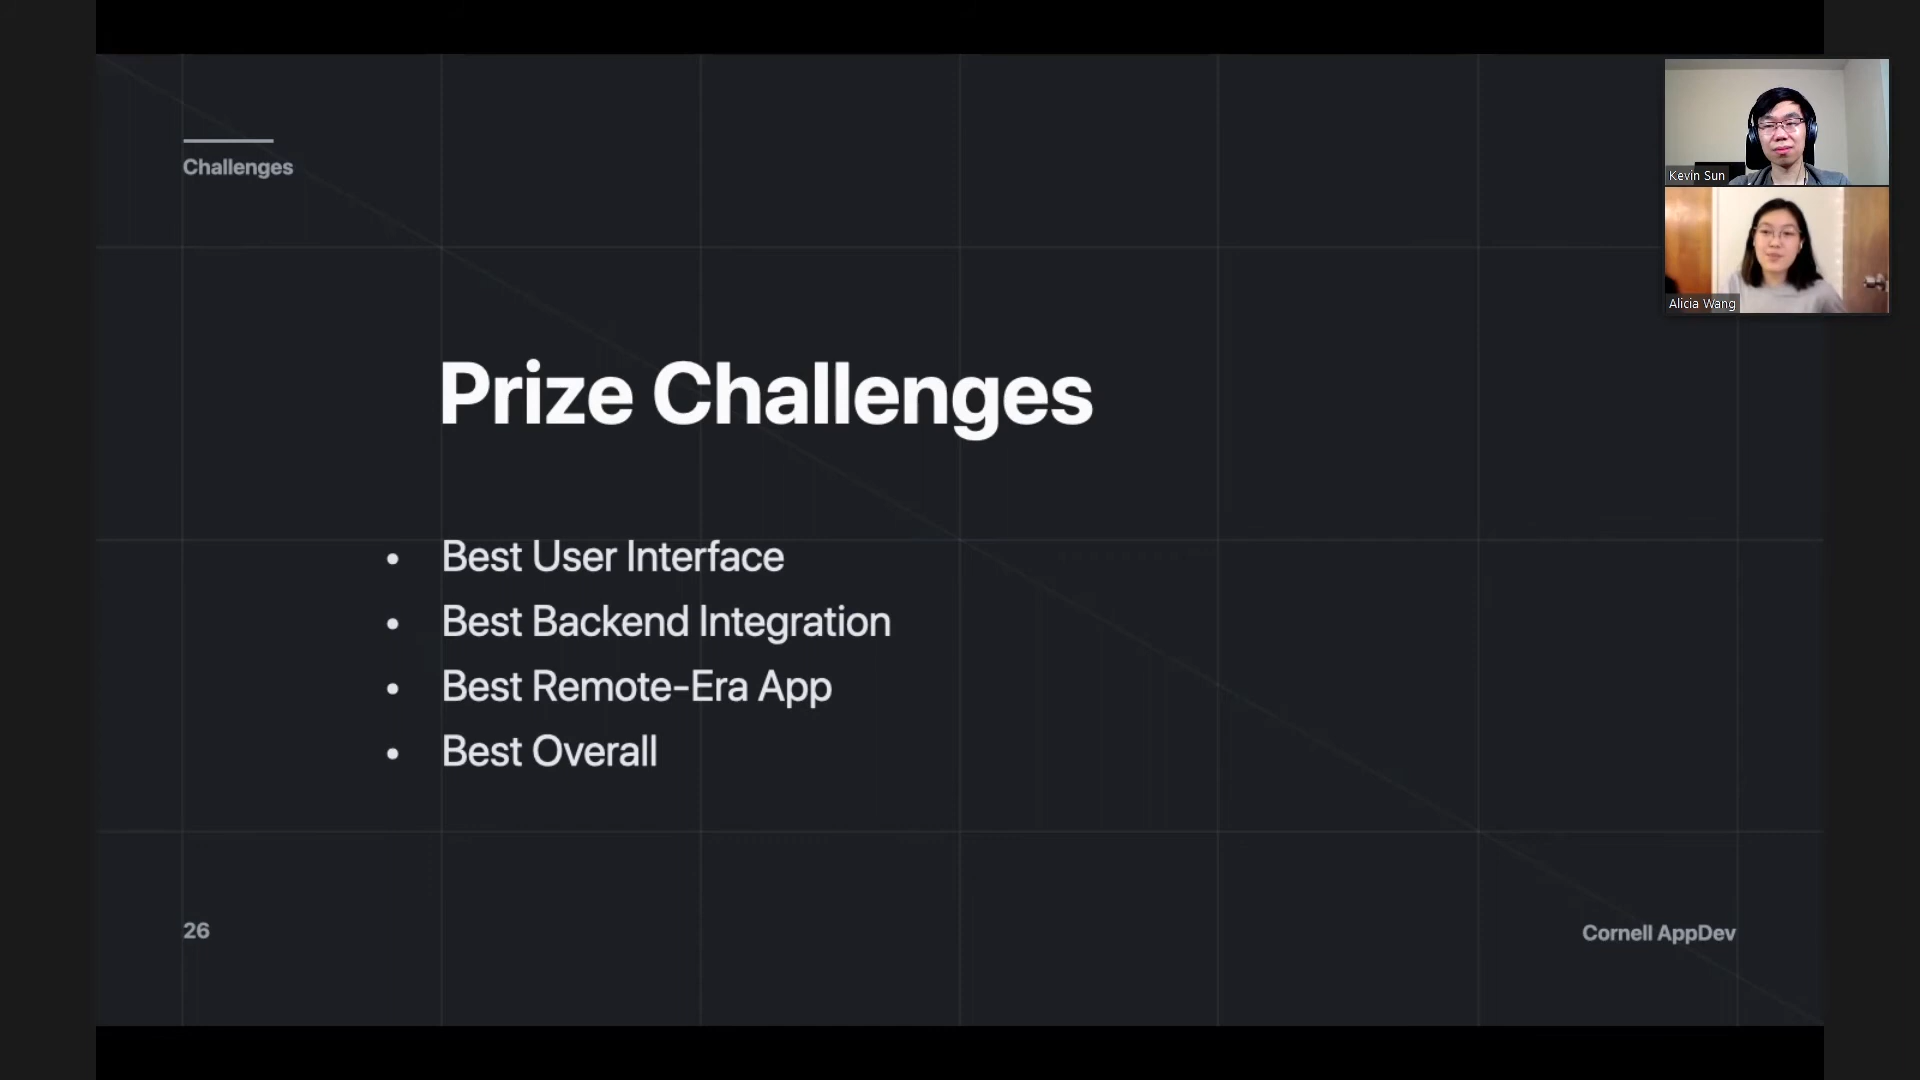 Challenges
Prize Challenges
• Best User Interface
• Best Backend Integration
• Best Remote-Era App
• Best Overall
26
Cornell AppDev
Kevin Sun
Alicia Wang